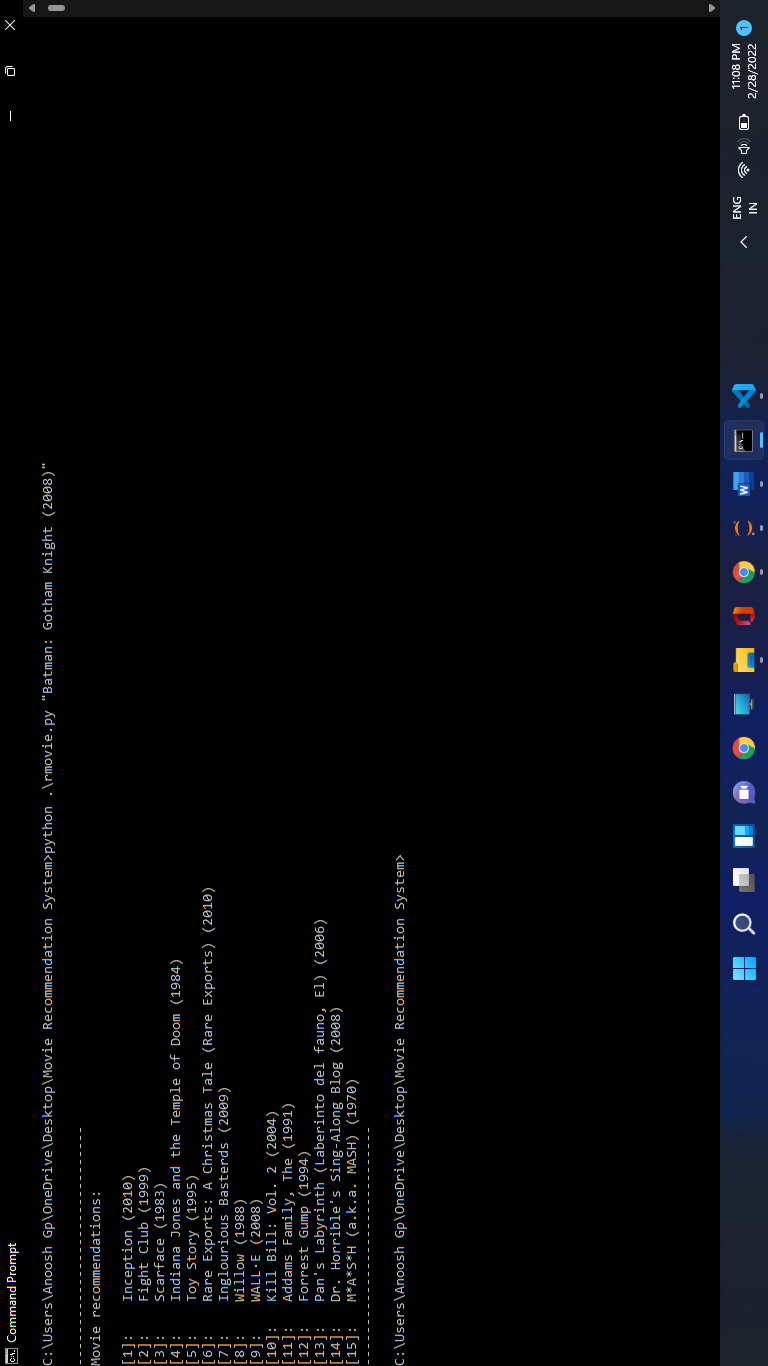 Command Prompt
C:\Users\Anoosh Gp\OneDrive\Desktop\Movie Recommendation System>python .\rmovie.py "Batman: Gotham Knight (2008)"
------------------------------
Movie recommendations:
[1]: Inception (2010)
[2]: Fight Club (1999)
[3]: Scarface (1983)
[4]: Indiana Jones and the Temple of Doom (1984)
[5]: Toy Story (1995)
[6]: Rare Exports: A Christmas Tale (Rare Exports) (2010)
[7]: Inglourious Basterds (2009)
[8]: Willow (1988)
[9]: WALL·E (2008)
[10]: Kill Bill: Vol. 2 (2004)
[11]: Addams Family, The (1991)
[12]: Forrest Gump (1994)
[13]: Pan's Labyrinth (Laberinto del fauno, El) (2006)
[14]: Dr. Horrible's Sing-Along Blog (2008)
[15]: M*A*S*H (a.k.a. MASH) (1970)
------------------------------
C:\Users\Anoosh Gp\OneDrive\Desktop\Movie Recommendation System>
ENG
IN
11:08 PM
2/28/2022
1